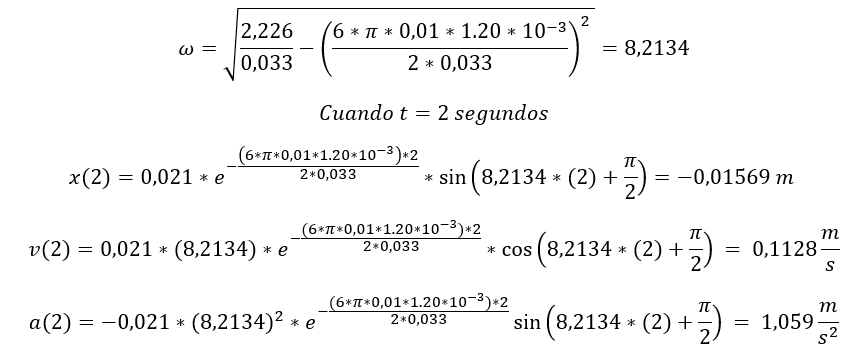 ω = √(2,226/0,033 − ((6 * π * 0,01 * 1.20 * 10⁻³)/(2 * 0,033))²) = 8,2134
Cuando t = 2 segundos
x(2) = 0,021 * e^(−((6*π*0,01*1.20*10⁻³)*2)/(2*0,033)) * sin(8,2134 * (2) + π/2) = −0,01569 m
v(2) = 0,021 * (8,2134) * e^(−((6*π*0,01*1.20*10⁻³)*2)/(2*0,033)) * cos(8,2134 * (2) + π/2) = 0,1128 m/s
a(2) = −0,021 * (8,2134)² * e^(−((6*π*0,01*1.20*10⁻³)*2)/(2*0,033)) sin(8,2134 * (2) + π/2) = 1,059 m/s²